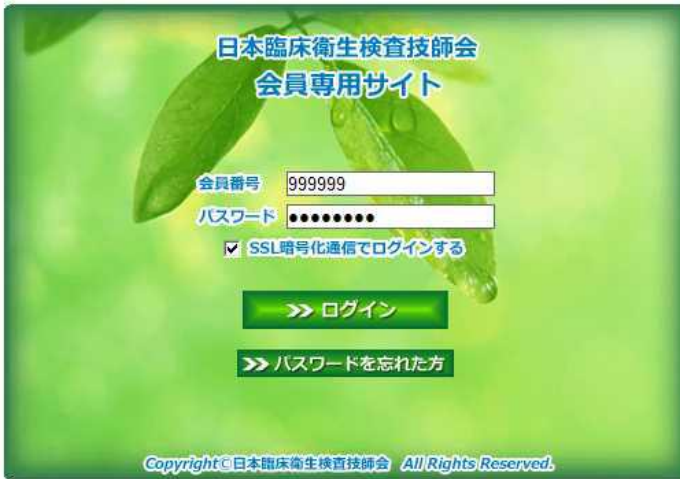 日本臨床衛生検査技師会
会員専用サイト
会員番号 999999
パスワード ●●●●●●●●
SSL暗号化通信でログインする
>> ログイン
>> パスワードを忘れた方
Copyright©日本臨床衛生検査技師会 All Rights Reserved.